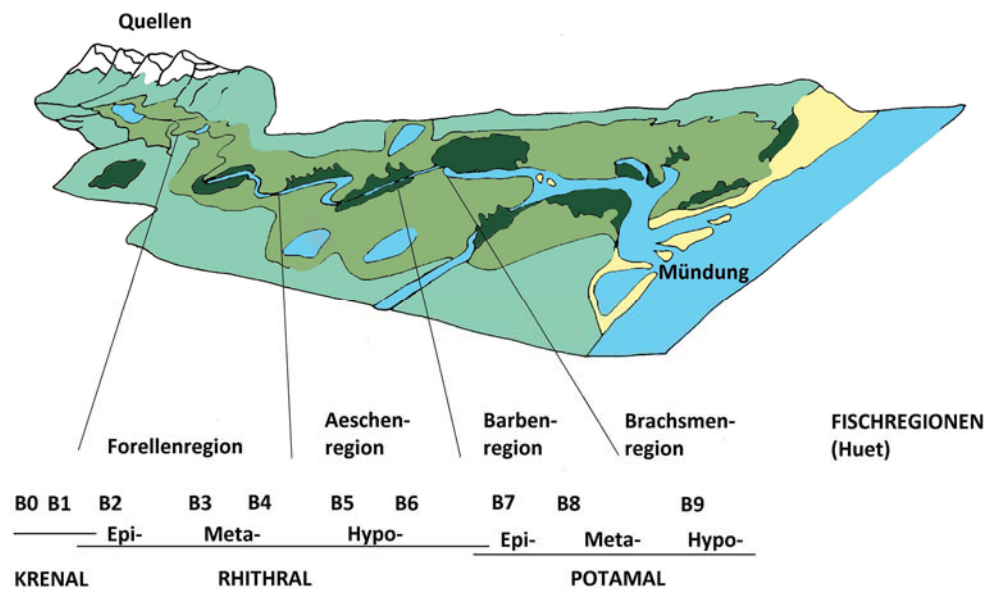 Quellen
Mündung
Forellenregion
Aeschen-
region
Barben-
region
Brachsmen-
region
FISCHREGIONEN
(Huet)
B0 B1 B2 B3 B4 B5 B6 B7 B8 B9
Epi- Meta- Hypo- Epi- Meta- Hypo-
KRENAL RHITHRAL POTAMAL